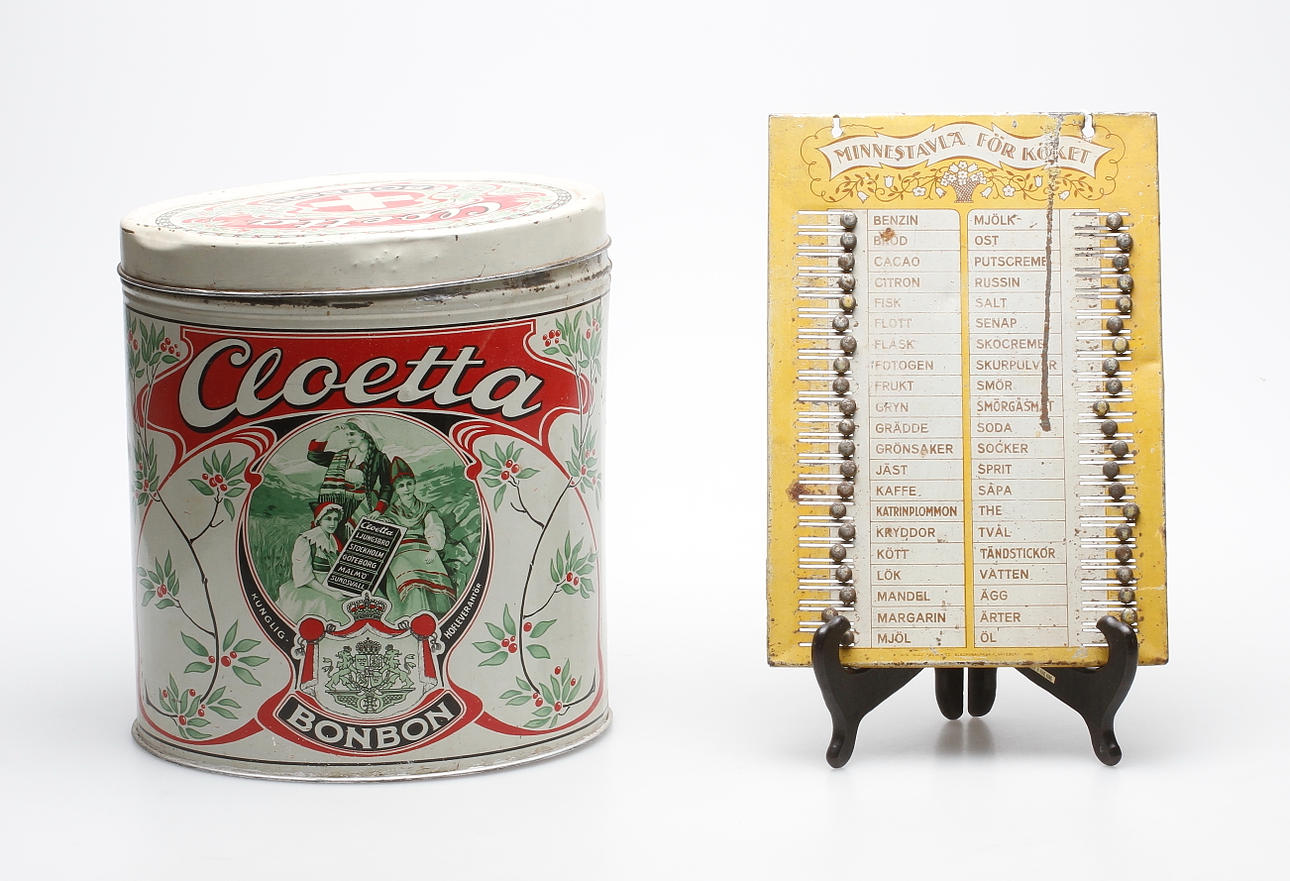 Cloetta
Cloetta
LJUNGSBRO
STOCKHOLM
GÖTEBORG
MALMÖ
SUNDSVALL
KUNGLIG-
HOFLEVERANTÖR
BONBON
MINNESTAVLA FÖR KÖKET
BENZIN
BRÖD
CACAO
CITRON
FISK
FLOTT
FLÄSK
FOTOGEN
FRUKT
GRYN
GRÄDDE
GRÖNSAKER
JÄST
KAFFE
KATRINPLOMMON
KRYDDOR
KÖTT
LÖK
MANDEL
MARGARIN
MJÖL
MJÖLK
OST
PUTSCREME
RUSSIN
SALT
SENAP
SKOCREME
SKURPULVER
SMÖR
SMÖRGÅSMAT
SODA
SOCKER
SPRIT
SÅPA
THE
TVÅL
TÄNDSTICKOR
VATTEN
ÄGG
ÄRTER
ÖL